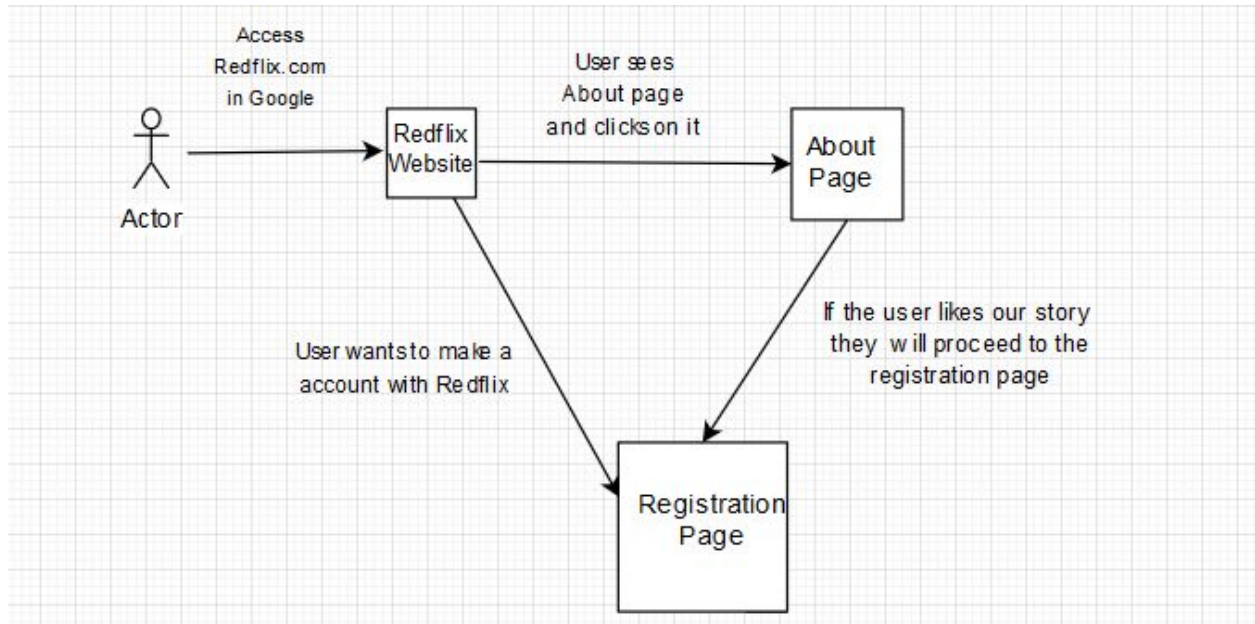 Access
Redflix.com
in Google
User sees
About page
and clicks on it
Redflix
Website
About
Page
Actor
User wants to make a
account with Redflix
If the user likes our story
they will proceed to the
registration page
Registration
Page